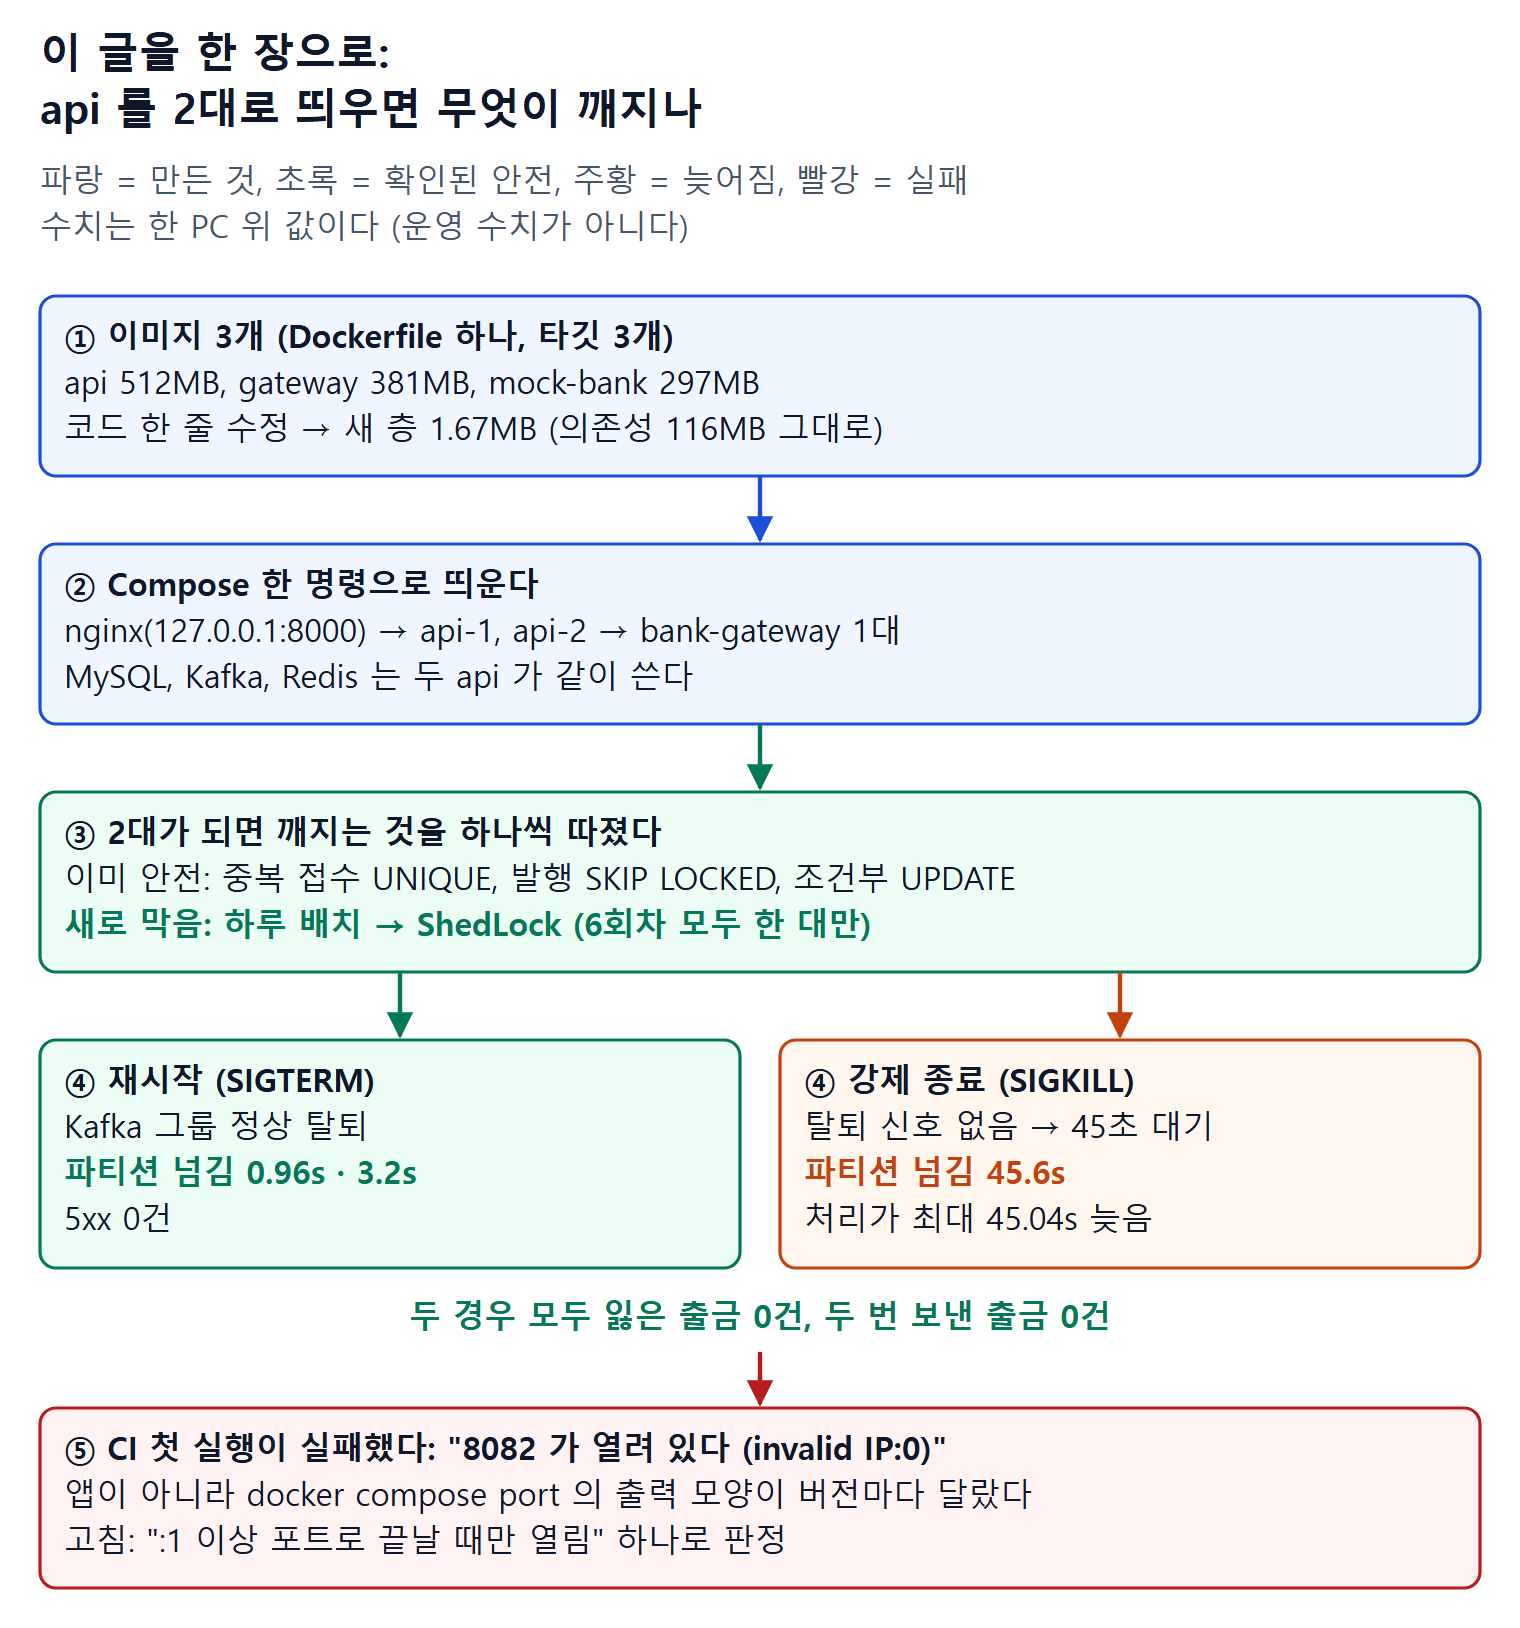 이 글을 한 장으로:
api 를 2대로 띄우면 무엇이 깨지나
파랑 = 만든 것, 초록 = 확인된 안전, 주황 = 늦어짐, 빨강 = 실패
수치는 한 PC 위 값이다 (운영 수치가 아니다)
① 이미지 3개 (Dockerfile 하나, 타깃 3개)
api 512MB, gateway 381MB, mock-bank 297MB
코드 한 줄 수정 → 새 층 1.67MB (의존성 116MB 그대로)
② Compose 한 명령으로 띄운다
nginx(127.0.0.1:8000) → api-1, api-2 → bank-gateway 1대
MySQL, Kafka, Redis 는 두 api 가 같이 쓴다
③ 2대가 되면 깨지는 것을 하나씩 따졌다
이미 안전: 중복 접수 UNIQUE, 발행 SKIP LOCKED, 조건부 UPDATE
새로 막음: 하루 배치 → ShedLock (6회차 모두 한 대만)
④ 재시작 (SIGTERM)
Kafka 그룹 정상 탈퇴
파티션 넘김 0.96s · 3.2s
5xx 0건
④ 강제 종료 (SIGKILL)
탈퇴 신호 없음 → 45초 대기
파티션 넘김 45.6s
처리가 최대 45.04s 늦음
두 경우 모두 잃은 출금 0건, 두 번 보낸 출금 0건
⑤ CI 첫 실행이 실패했다: "8082 가 열려 있다 (invalid IP:0)"
앱이 아니라 docker compose port 의 출력 모양이 버전마다 달랐다
고침: ":1 이상 포트로 끝날 때만 열림" 하나로 판정